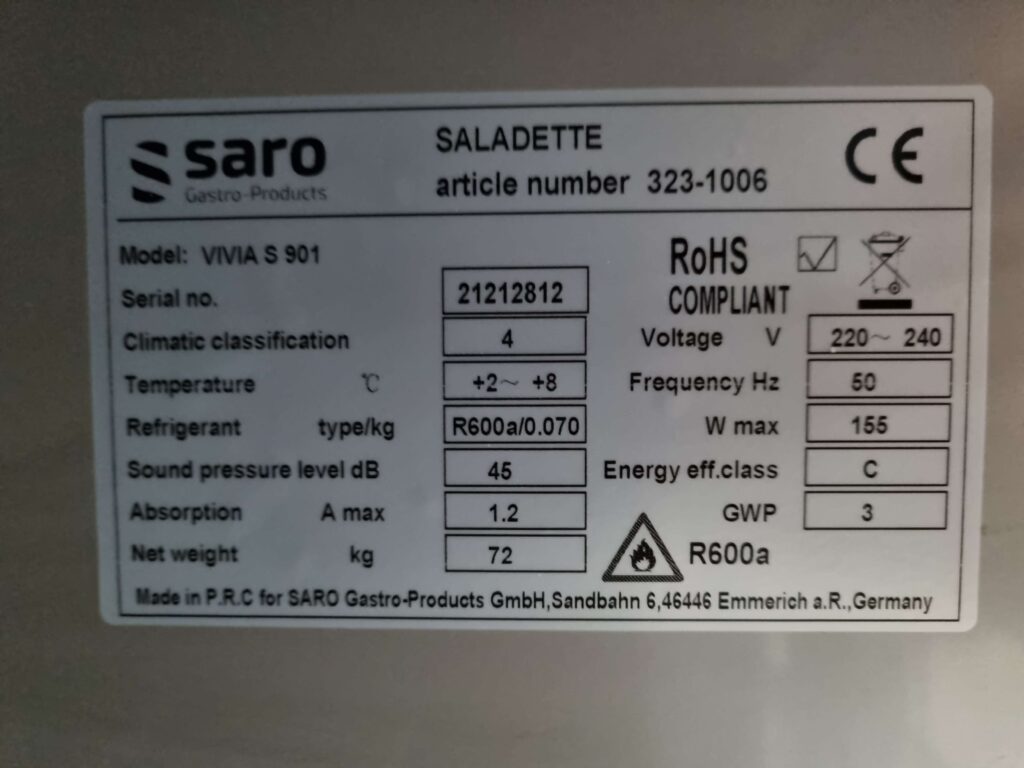 saro
Gastro-Products
SALADETTE
article number 323-1006
CE
Model: VIVIA S 901
Serial no. 21212812
Climatic classification 4
Temperature ℃ +2~ +8
Refrigerant type/kg R600a/0.070
Sound pressure level dB 45
Absorption A max 1.2
Net weight kg 72
RoHS
COMPLIANT
Voltage V 220~ 240
Frequency Hz 50
W max 155
Energy eff.class C
GWP 3
R600a
Made in P.R.C for SARO Gastro-Products GmbH,Sandbahn 6,46446 Emmerich a.R.,Germany